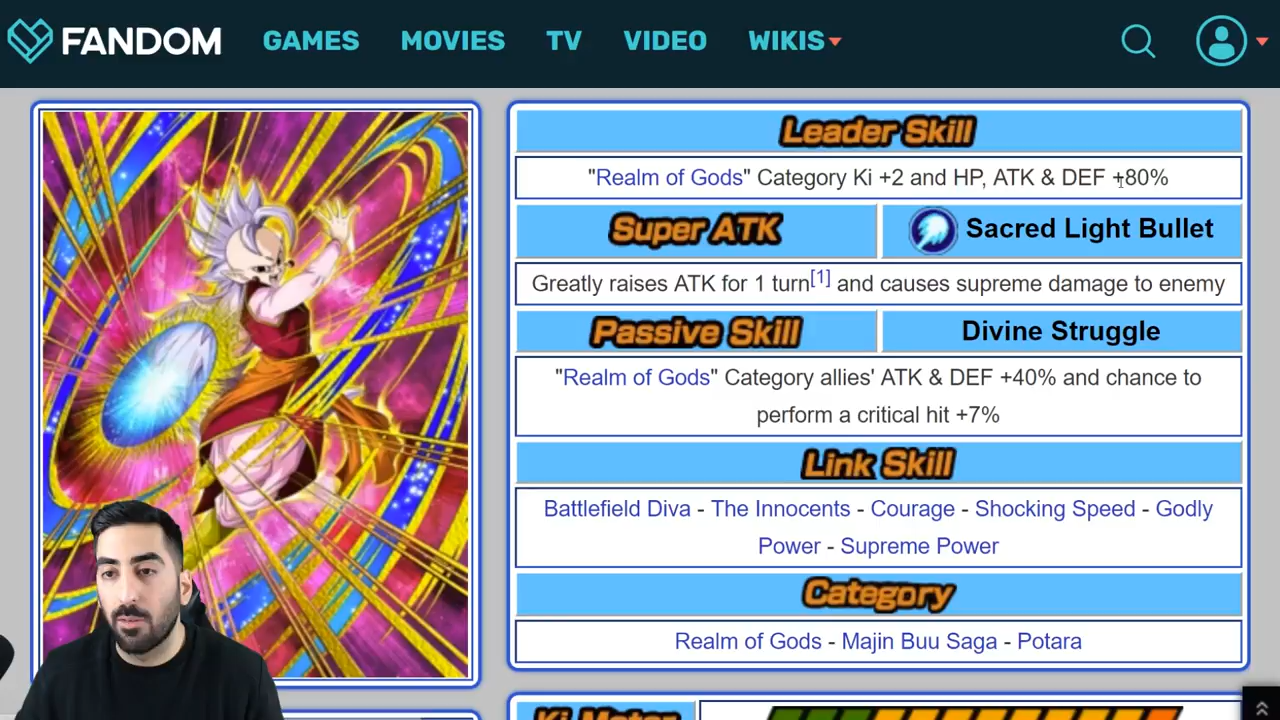 FANDOM GAMES MOVIES TV VIDEO WIKIS
Leader Skill
"Realm of Gods" Category Ki +2 and HP, ATK & DEF +80%
Super ATK Sacred Light Bullet
Greatly raises ATK for 1 turn[1] and causes supreme damage to enemy
Passive Skill Divine Struggle
"Realm of Gods" Category allies' ATK & DEF +40% and chance to
perform a critical hit +7%
Link Skill
Battlefield Diva - The Innocents - Courage - Shocking Speed - Godly
Power - Supreme Power
Category
Realm of Gods - Majin Buu Saga - Potara
Ki Meter